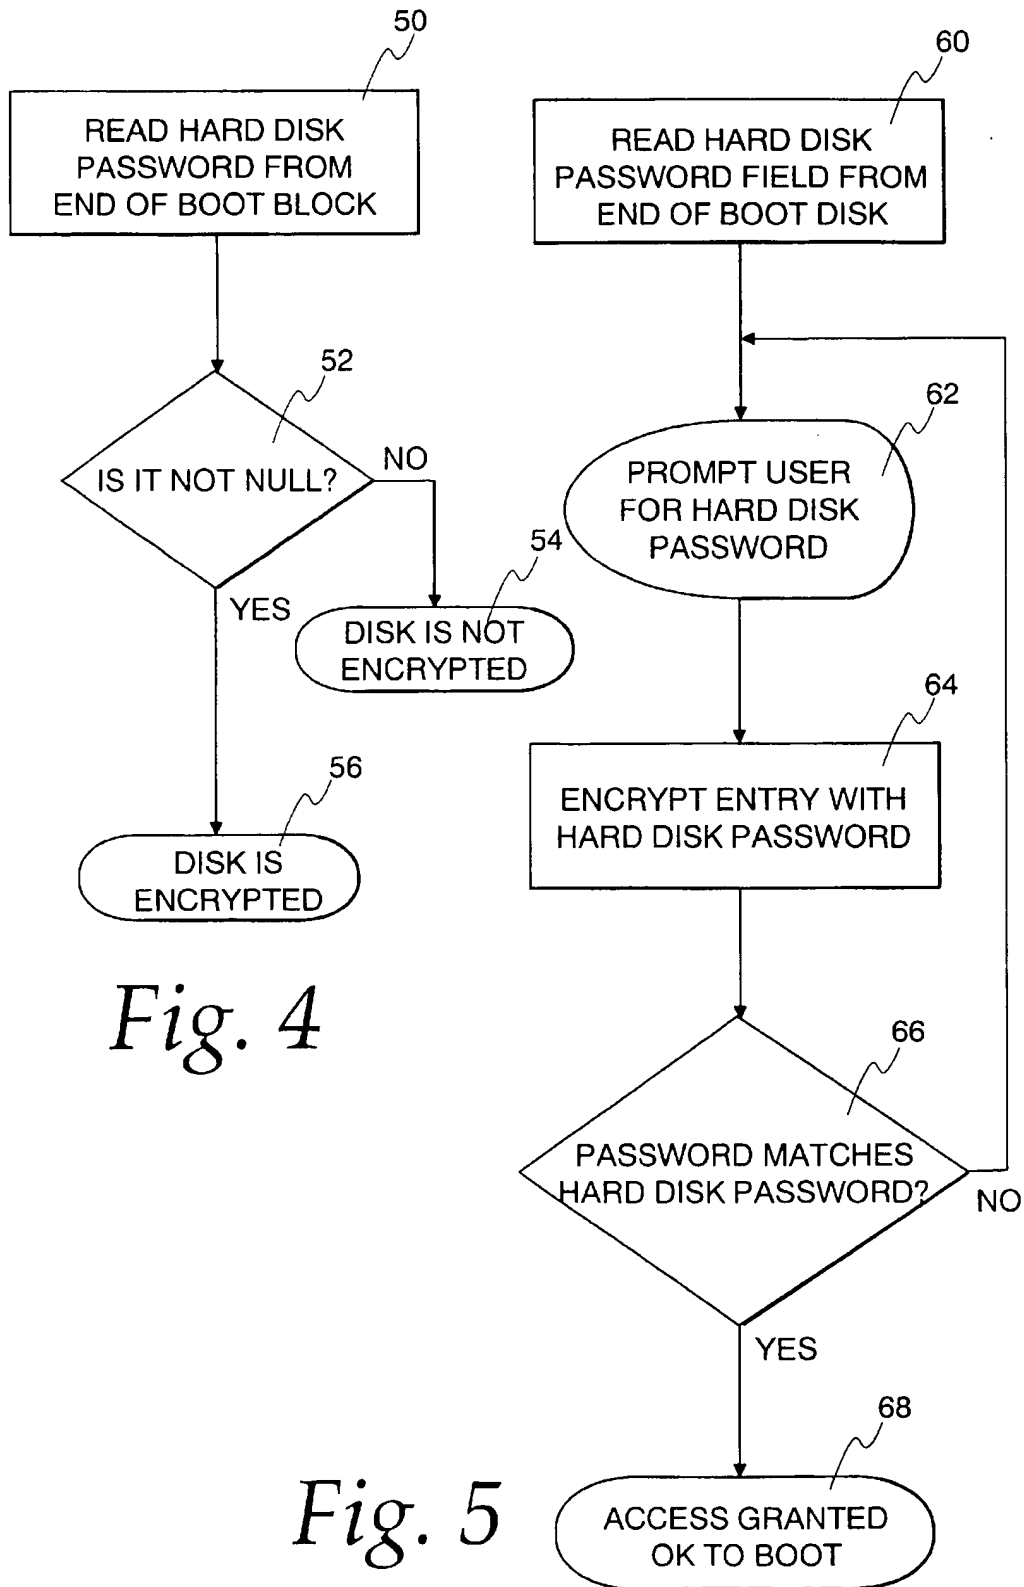 50
READ HARD DISK
PASSWORD FROM
END OF BOOT BLOCK
52
IS IT NOT NULL?
NO
YES
54
DISK IS NOT
ENCRYPTED
56
DISK IS
ENCRYPTED
Fig. 4
60
READ HARD DISK
PASSWORD FIELD FROM
END OF BOOT DISK
62
PROMPT USER
FOR HARD DISK
PASSWORD
64
ENCRYPT ENTRY WITH
HARD DISK PASSWORD
66
PASSWORD MATCHES
HARD DISK PASSWORD?
NO
YES
68
ACCESS GRANTED
OK TO BOOT
Fig. 5